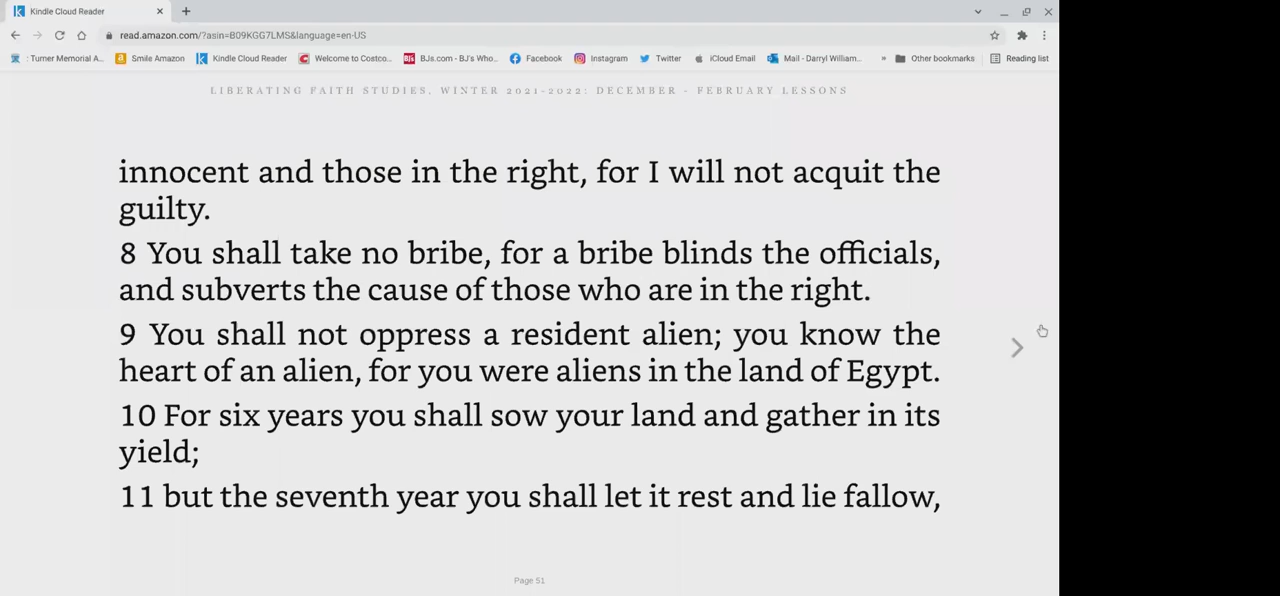 Kindle Cloud Reader
read.amazon.com/?asin=B09KGG7LMS&language=en-US
: Turner Memorial A... Smile Amazon Kindle Cloud Reader Welcome to Costco... BJs.com - BJ's Who... Facebook Instagram Twitter iCloud Email Mail - Darryl William... » Other bookmarks Reading list
LIBERATING FAITH STUDIES, WINTER 2021-2022: DECEMBER - FEBRUARY LESSONS
innocent and those in the right, for I will not acquit the
guilty.
8 You shall take no bribe, for a bribe blinds the officials,
and subverts the cause of those who are in the right.
9 You shall not oppress a resident alien; you know the
heart of an alien, for you were aliens in the land of Egypt.
10 For six years you shall sow your land and gather in its
yield;
11 but the seventh year you shall let it rest and lie fallow,
Page 51